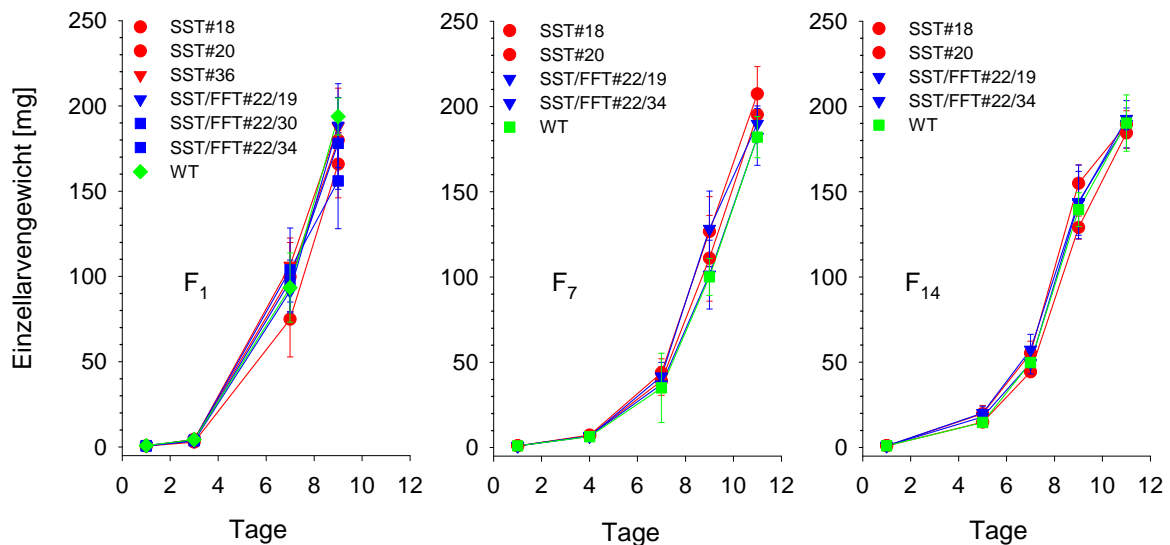 Einzellarvengewicht [mg]
250
200
150
100
50
0
SST#18
SST#20
SST#36
SST/FFT#22/19
SST/FFT#22/30
SST/FFT#22/34
WT
F1
0 2 4 6 8 10 12
Tage
250
200
150
100
50
0
SST#18
SST#20
SST/FFT#22/19
SST/FFT#22/34
WT
F7
0 2 4 6 8 10 12
Tage
250
200
150
100
50
0
SST#18
SST#20
SST/FFT#22/19
SST/FFT#22/34
WT
F14
0 2 4 6 8 10 12
Tage